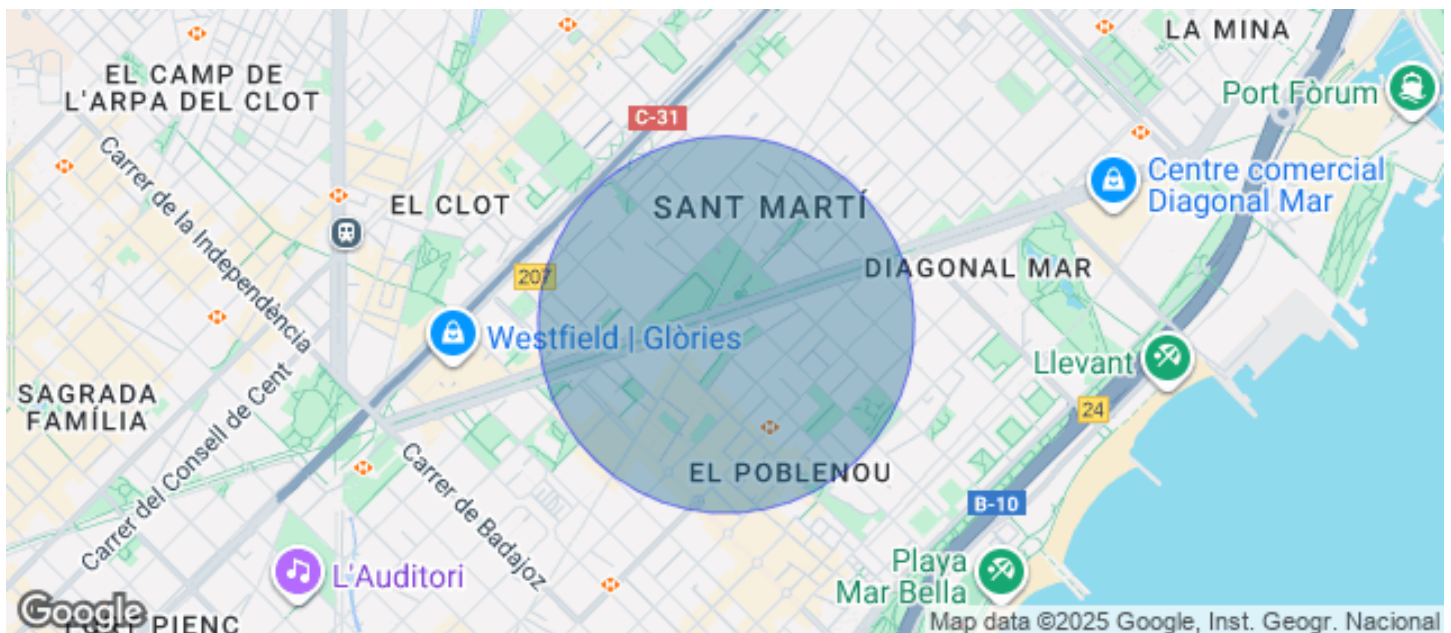 LA MINA
EL CAMP DE
L'ARPA DEL CLOT
Port Fòrum
C-31
Carrer de la Independència
Centre comercial
Diagonal Mar
EL CLOT
SANT MARTÍ
207
DIAGONAL MAR
Westfield | Glòries
Llevant
SAGRADA
FAMÍLIA
24
Carrer del Consell de Cent
Carrer de Badajoz
EL POBLENOU
B-10
Playa
Mar Bella
L'Auditori
Google
PIENC
Map data ©2025 Google, Inst. Geogr. Nacional